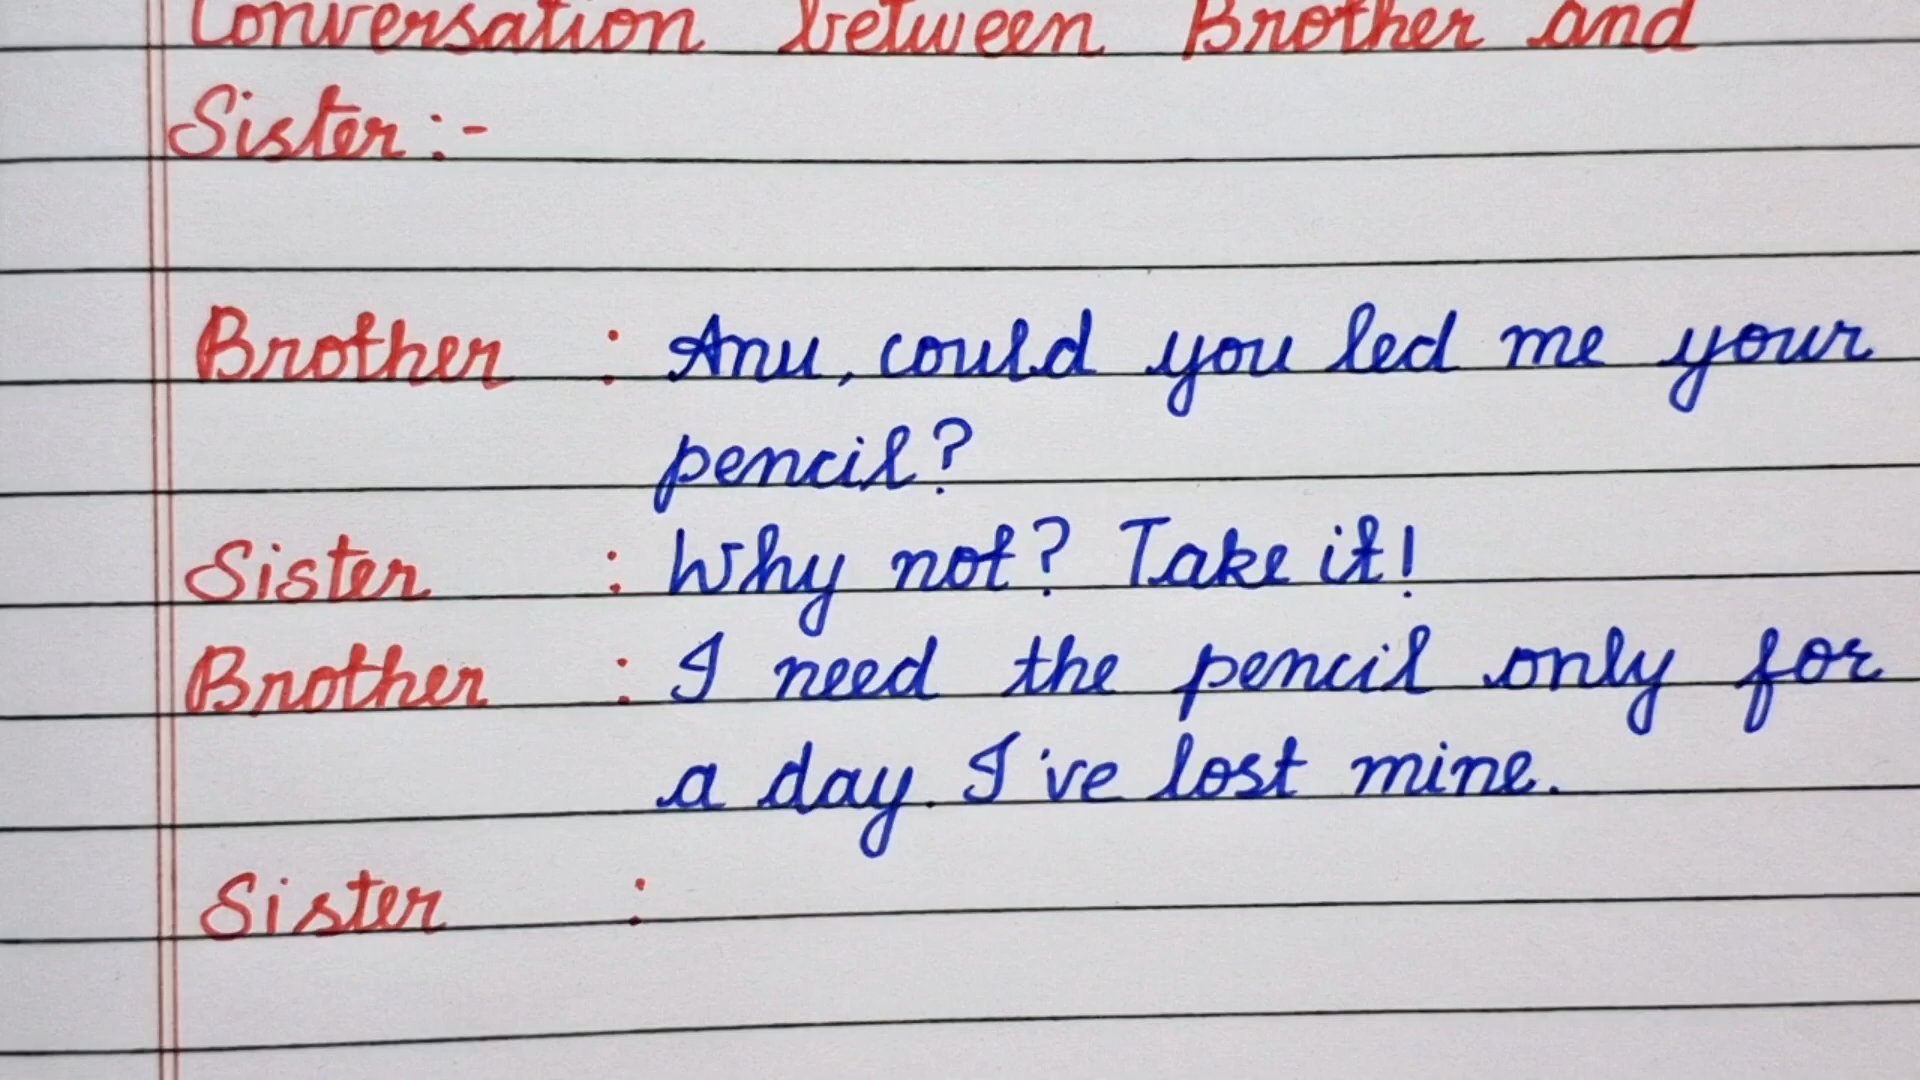 Conversation between Brother and
Sister:-
Brother : Anu, could you led me your
pencil?
Sister : Why not? Take it!
Brother : I need the pencil only for
a day. I've lost mine.
Sister :